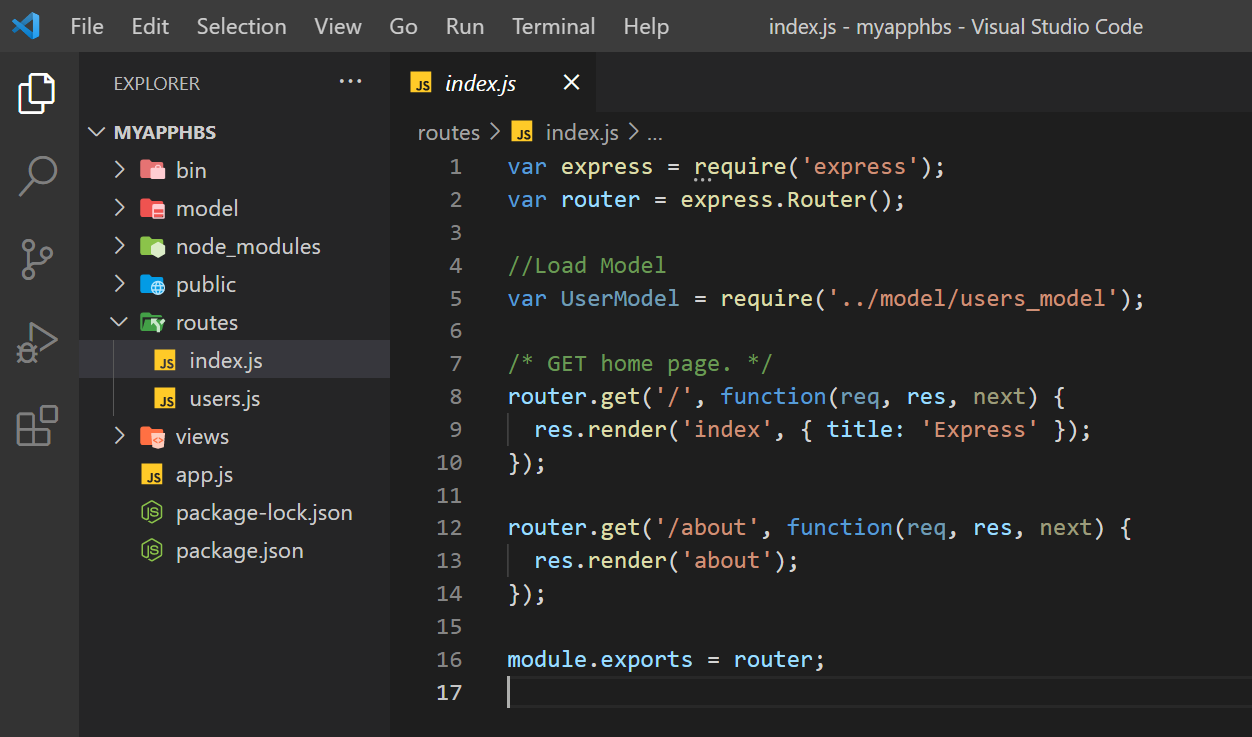 File Edit Selection View Go Run Terminal Help index.js - myapphbs - Visual Studio Code
EXPLORER ...
MYAPPHBS
bin
model
node_modules
public
routes
JS index.js
JS users.js
views
JS app.js
JS package-lock.json
JS package.json
JS index.js ×
routes > JS index.js > ...
1 var express = require('express');
2 var router = express.Router();
3
4 //Load Model
5 var UserModel = require('../model/users_model');
6
7 /* GET home page. */
8 router.get('/', function(req, res, next) {
9   res.render('index', { title: 'Express' });
10 });
11
12 router.get('/about', function(req, res, next) {
13   res.render('about');
14 });
15
16 module.exports = router;
17